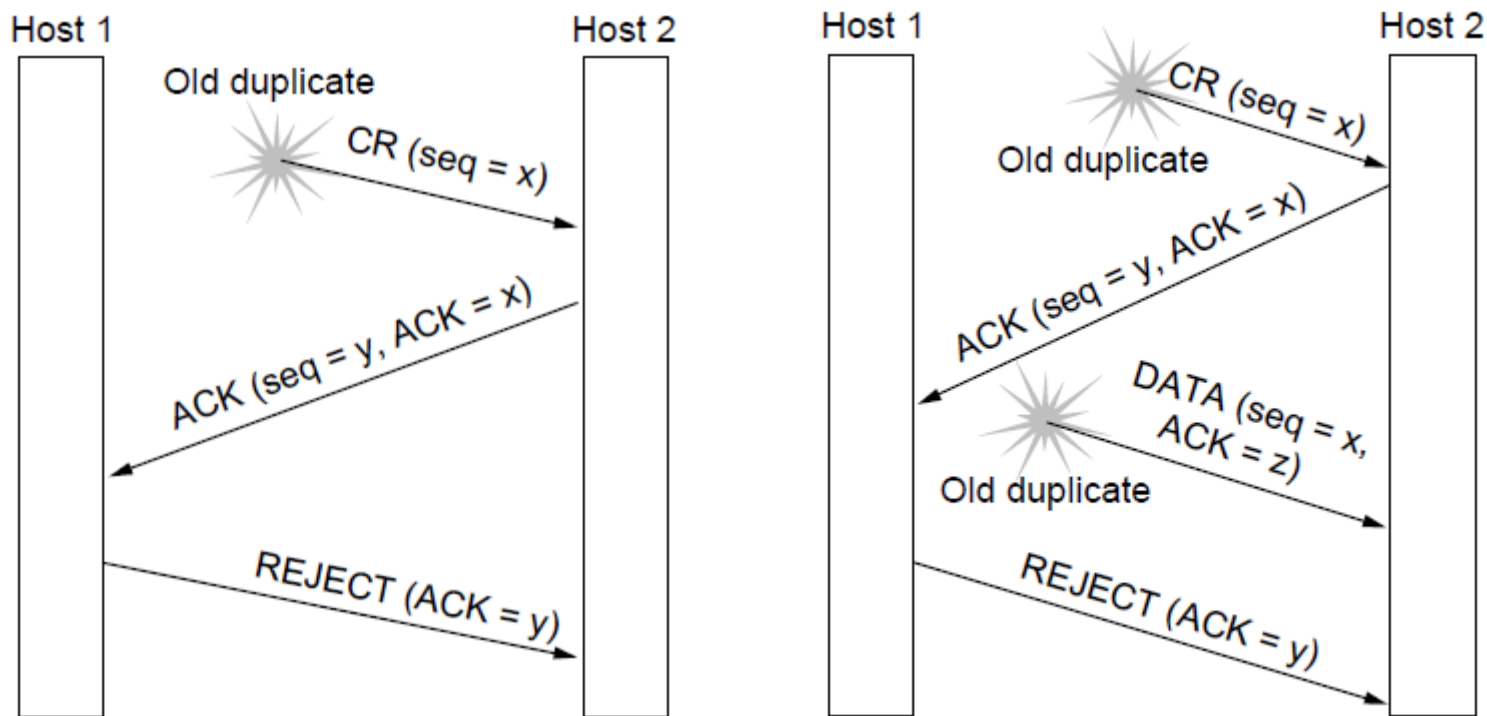 Host 1
Host 2
Old duplicate
CR (seq = x)
ACK (seq = y, ACK = x)
REJECT (ACK = y)
Host 1
Host 2
CR (seq = x)
Old duplicate
ACK (seq = y, ACK = x)
DATA (seq = x,
ACK = z)
Old duplicate
REJECT (ACK = y)